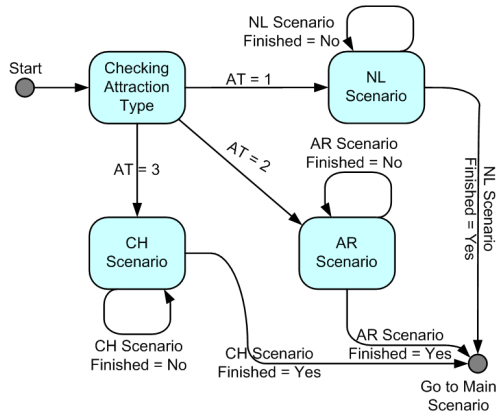 NL Scenario
Finished = No
Start
Checking
Attraction
Type
AT = 1
NL
Scenario
AR Scenario
Finished = No
AT = 2
AT = 3
NL Scenario
Finished = Yes
CH
Scenario
AR
Scenario
CH Scenario
Finished = No
CH Scenario
Finished = Yes
AR Scenario
Finished = Yes
Go to Main
Scenario